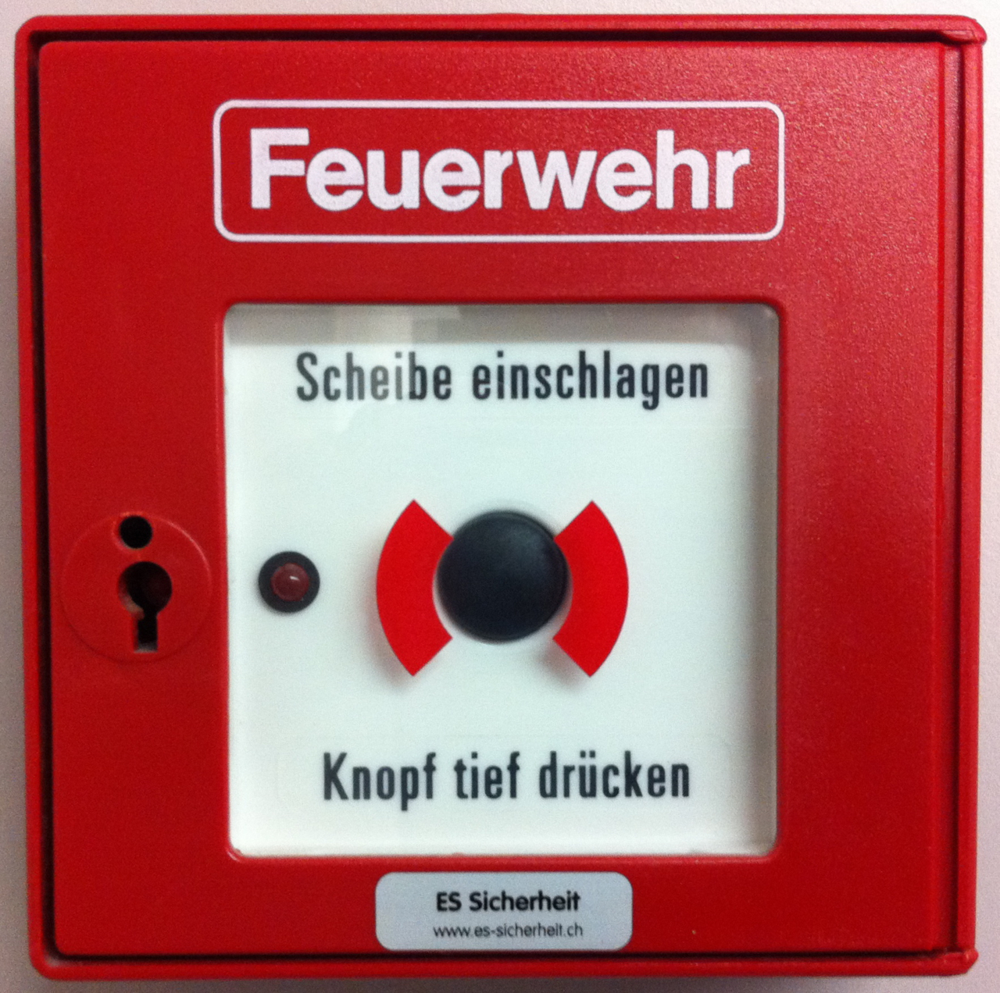 Feuerwehr
Scheibe einschlagen
Knopf tief drücken
ES Sicherheit
www.es-sicherheit.ch